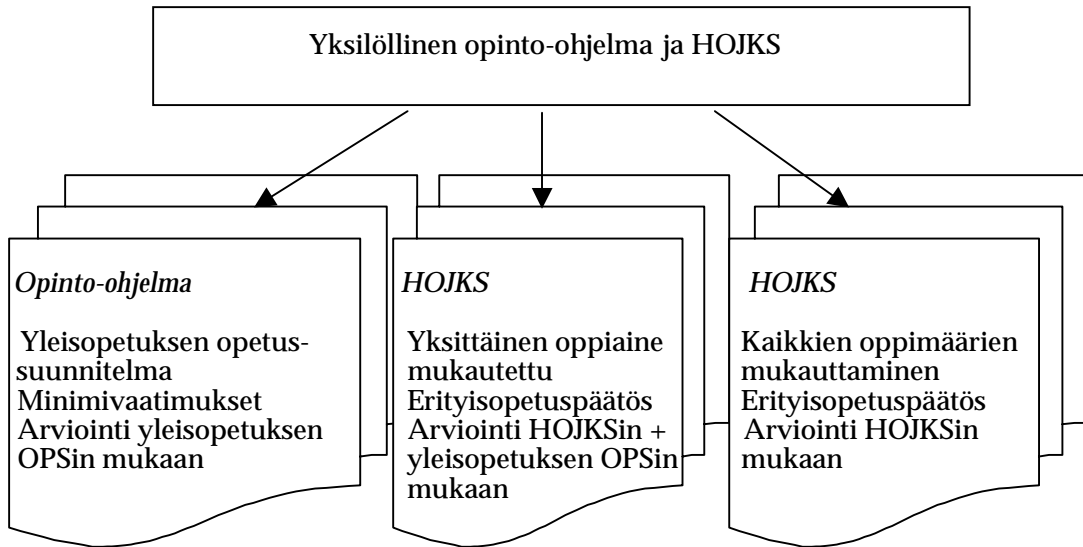 Yksilöllinen opinto-ohjelma ja HOJKS
Opinto-ohjelma
Yleisopetuksen opetus-
suunnitelma
Minimivaatimukset
Arviointi yleisopetuksen
OPSin mukaan
HOJKS
Yksittäinen oppiaine
mukautettu
Erityisopetuspäätös
Arviointi HOJKSin +
yleisopetuksen OPSin
mukaan
HOJKS
Kaikkien oppimäärien
mukauttaminen
Erityisopetuspäätös
Arviointi HOJKSin
mukaan